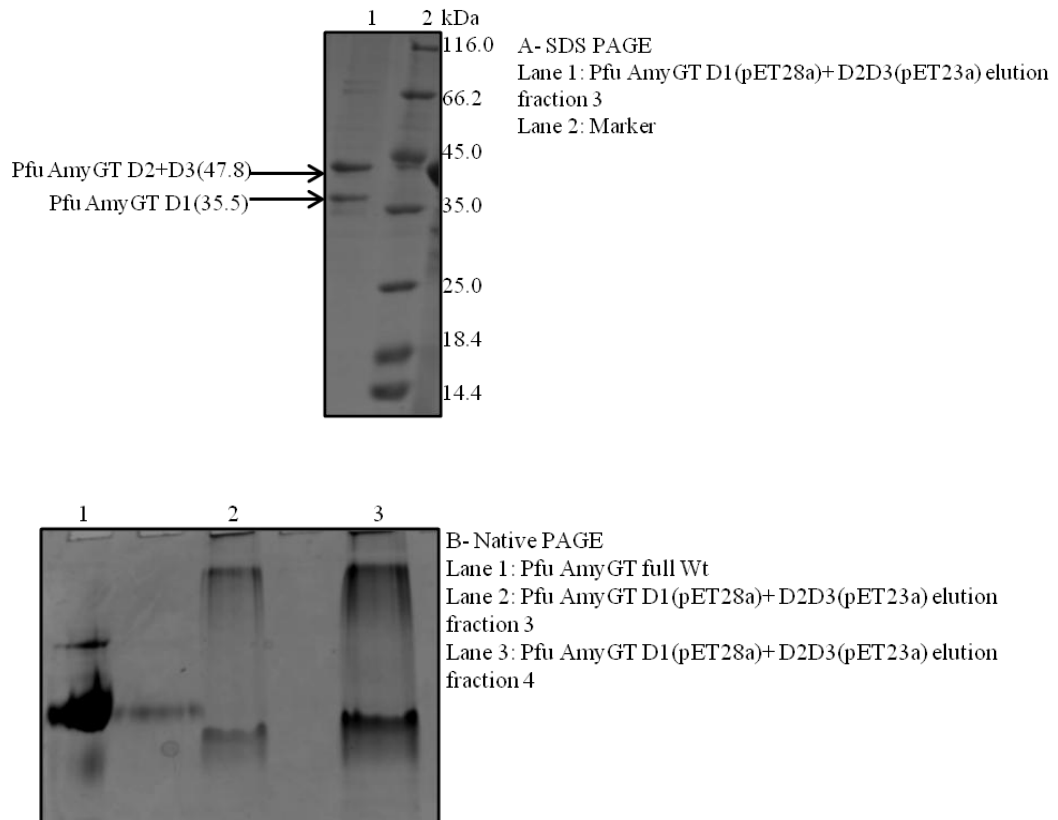 1 2 kDa
116.0
66.2
45.0
35.0
25.0
18.4
14.4
Pfu AmyGT D2+D3(47.8)
Pfu AmyGT D1(35.5)
A- SDS PAGE
Lane 1: Pfu AmyGT D1(pET28a)+ D2D3(pET23a) elution
fraction 3
Lane 2: Marker
1 2 3
B- Native PAGE
Lane 1: Pfu AmyGT full Wt
Lane 2: Pfu AmyGT D1(pET28a)+ D2D3(pET23a) elution
fraction 3
Lane 3: Pfu AmyGT D1(pET28a)+ D2D3(pET23a) elution
fraction 4